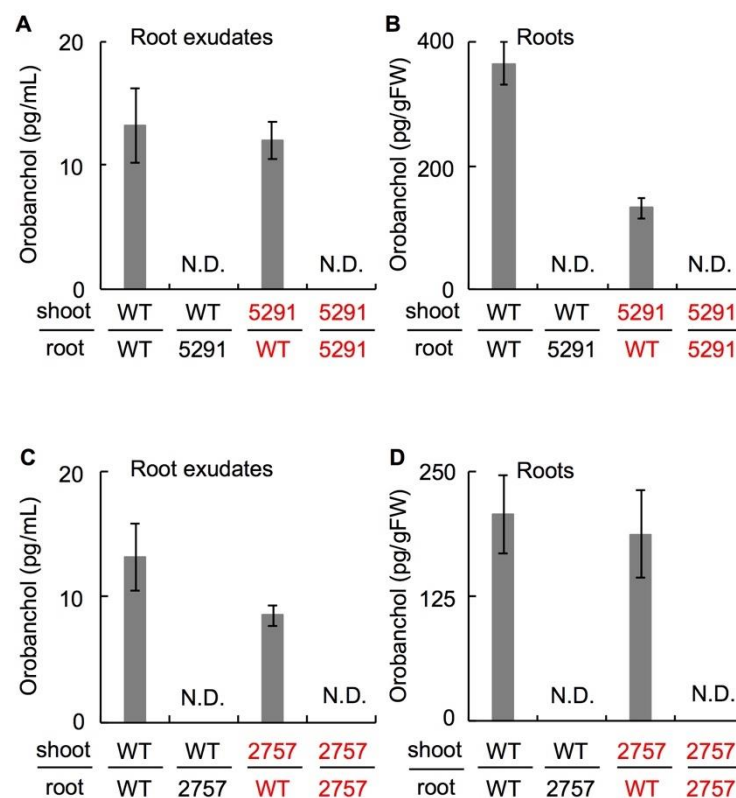 A
Root exudates
Orobanchol (pg/mL)
20
10
0
N.D.
N.D.
shoot WT WT 5291 5291
root WT 5291 WT 5291
B
Roots
Orobanchol (pg/gFW)
400
200
0
N.D.
N.D.
shoot WT WT 5291 5291
root WT 5291 WT 5291
C
Root exudates
Orobanchol (pg/mL)
20
10
0
N.D.
N.D.
shoot WT WT 2757 2757
root WT 2757 WT 2757
D
Roots
Orobanchol (pg/gFW)
250
125
0
N.D.
N.D.
shoot WT WT 2757 2757
root WT 2757 WT 2757